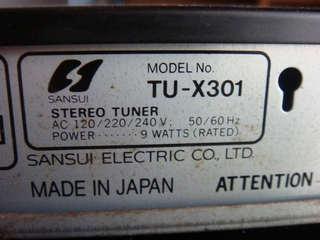 MODEL No.
SANSUI TU-X301
STEREO TUNER
AC 120/220/240 V: 50/60 Hz
POWER ······· 9 WATTS (RATED)
SANSUI ELECTRIC CO., LTD.
MADE IN JAPAN ATTENTION